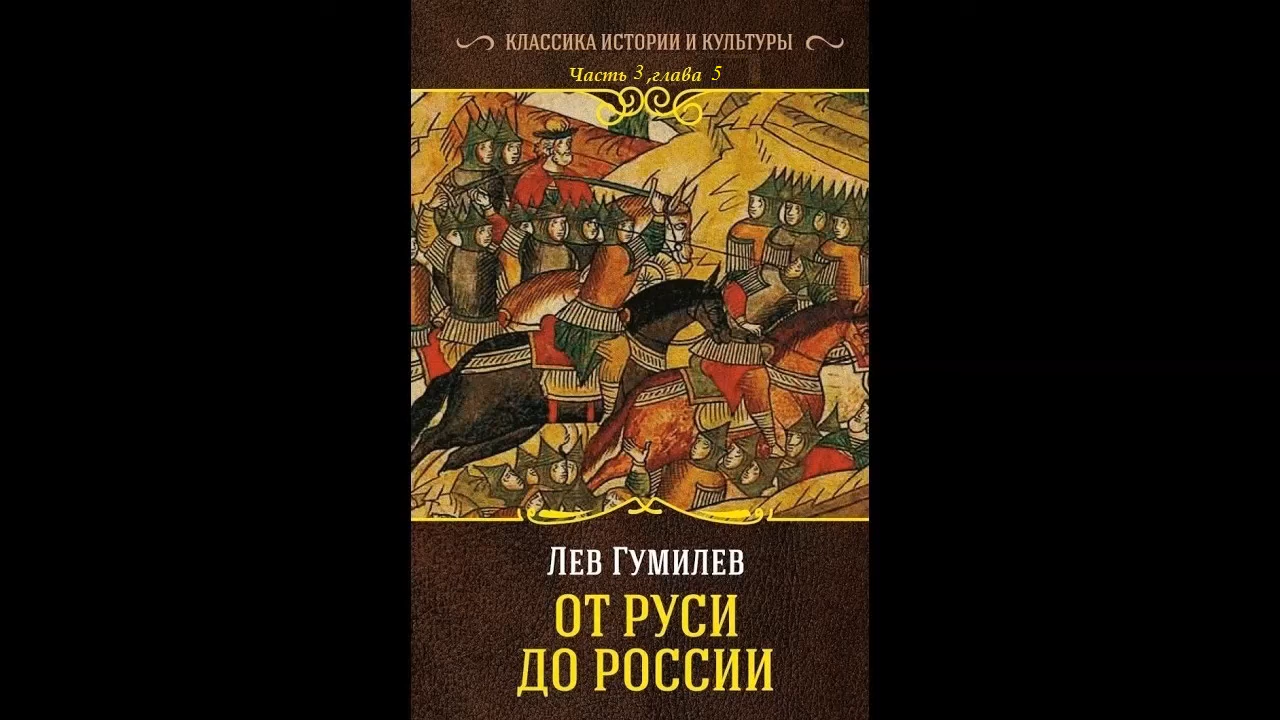 КЛАССИКА ИСТОРИИ И КУЛЬТУРЫ
Часть 3 ,глава 5
ЛЕВ ГУМИЛЕВ
ОТ РУСИ
ДО РОССИИ